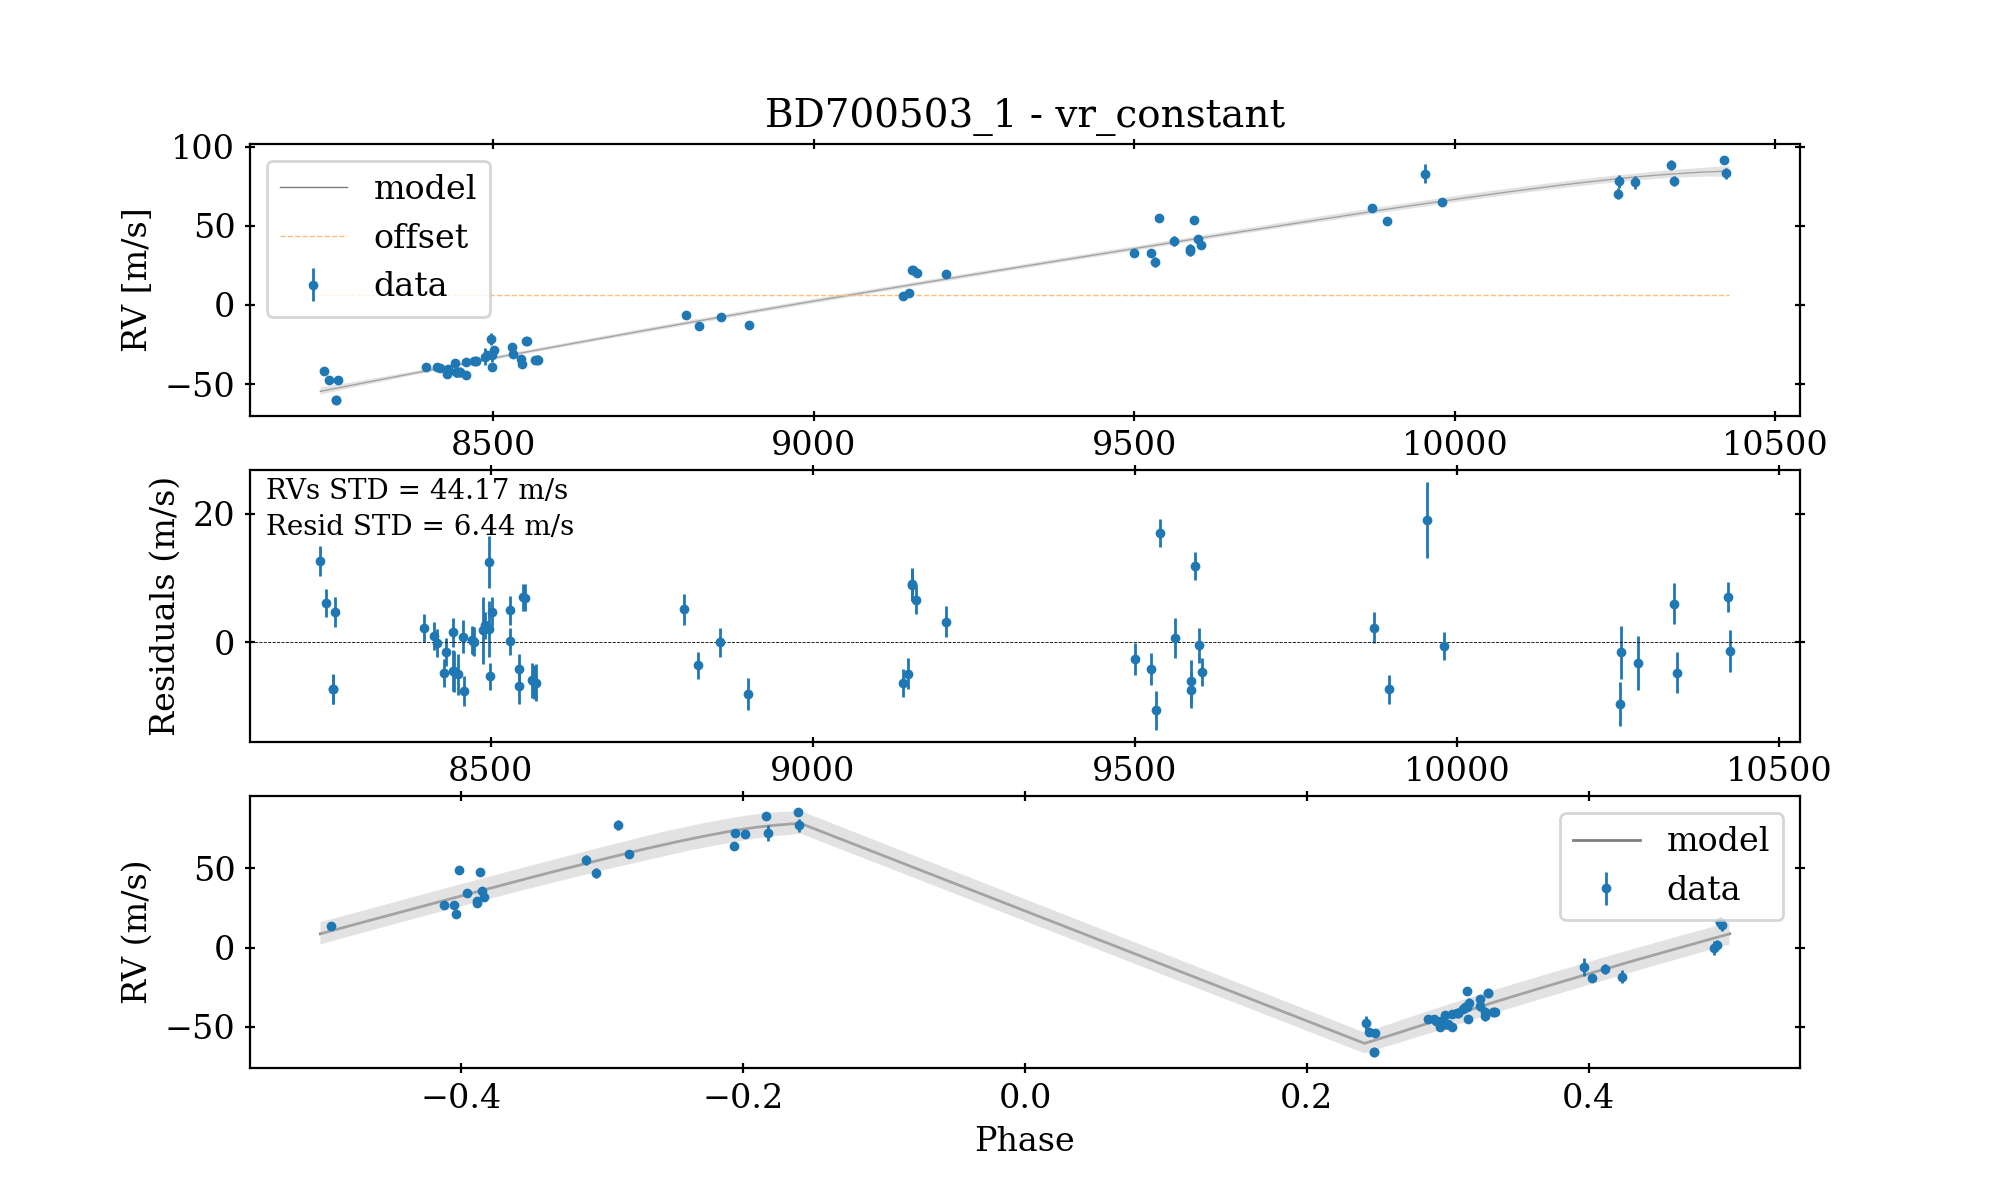 BD700503_1 - vr_constant
100
50
0
−50
RV [m/s]
model
offset
data
8500
9000
9500
10000
10500
RVs STD = 44.17 m/s
Resid STD = 6.44 m/s
20
0
Residuals (m/s)
8500
9000
9500
10000
10500
50
0
−50
RV (m/s)
model
data
−0.4
−0.2
0.0
0.2
0.4
Phase